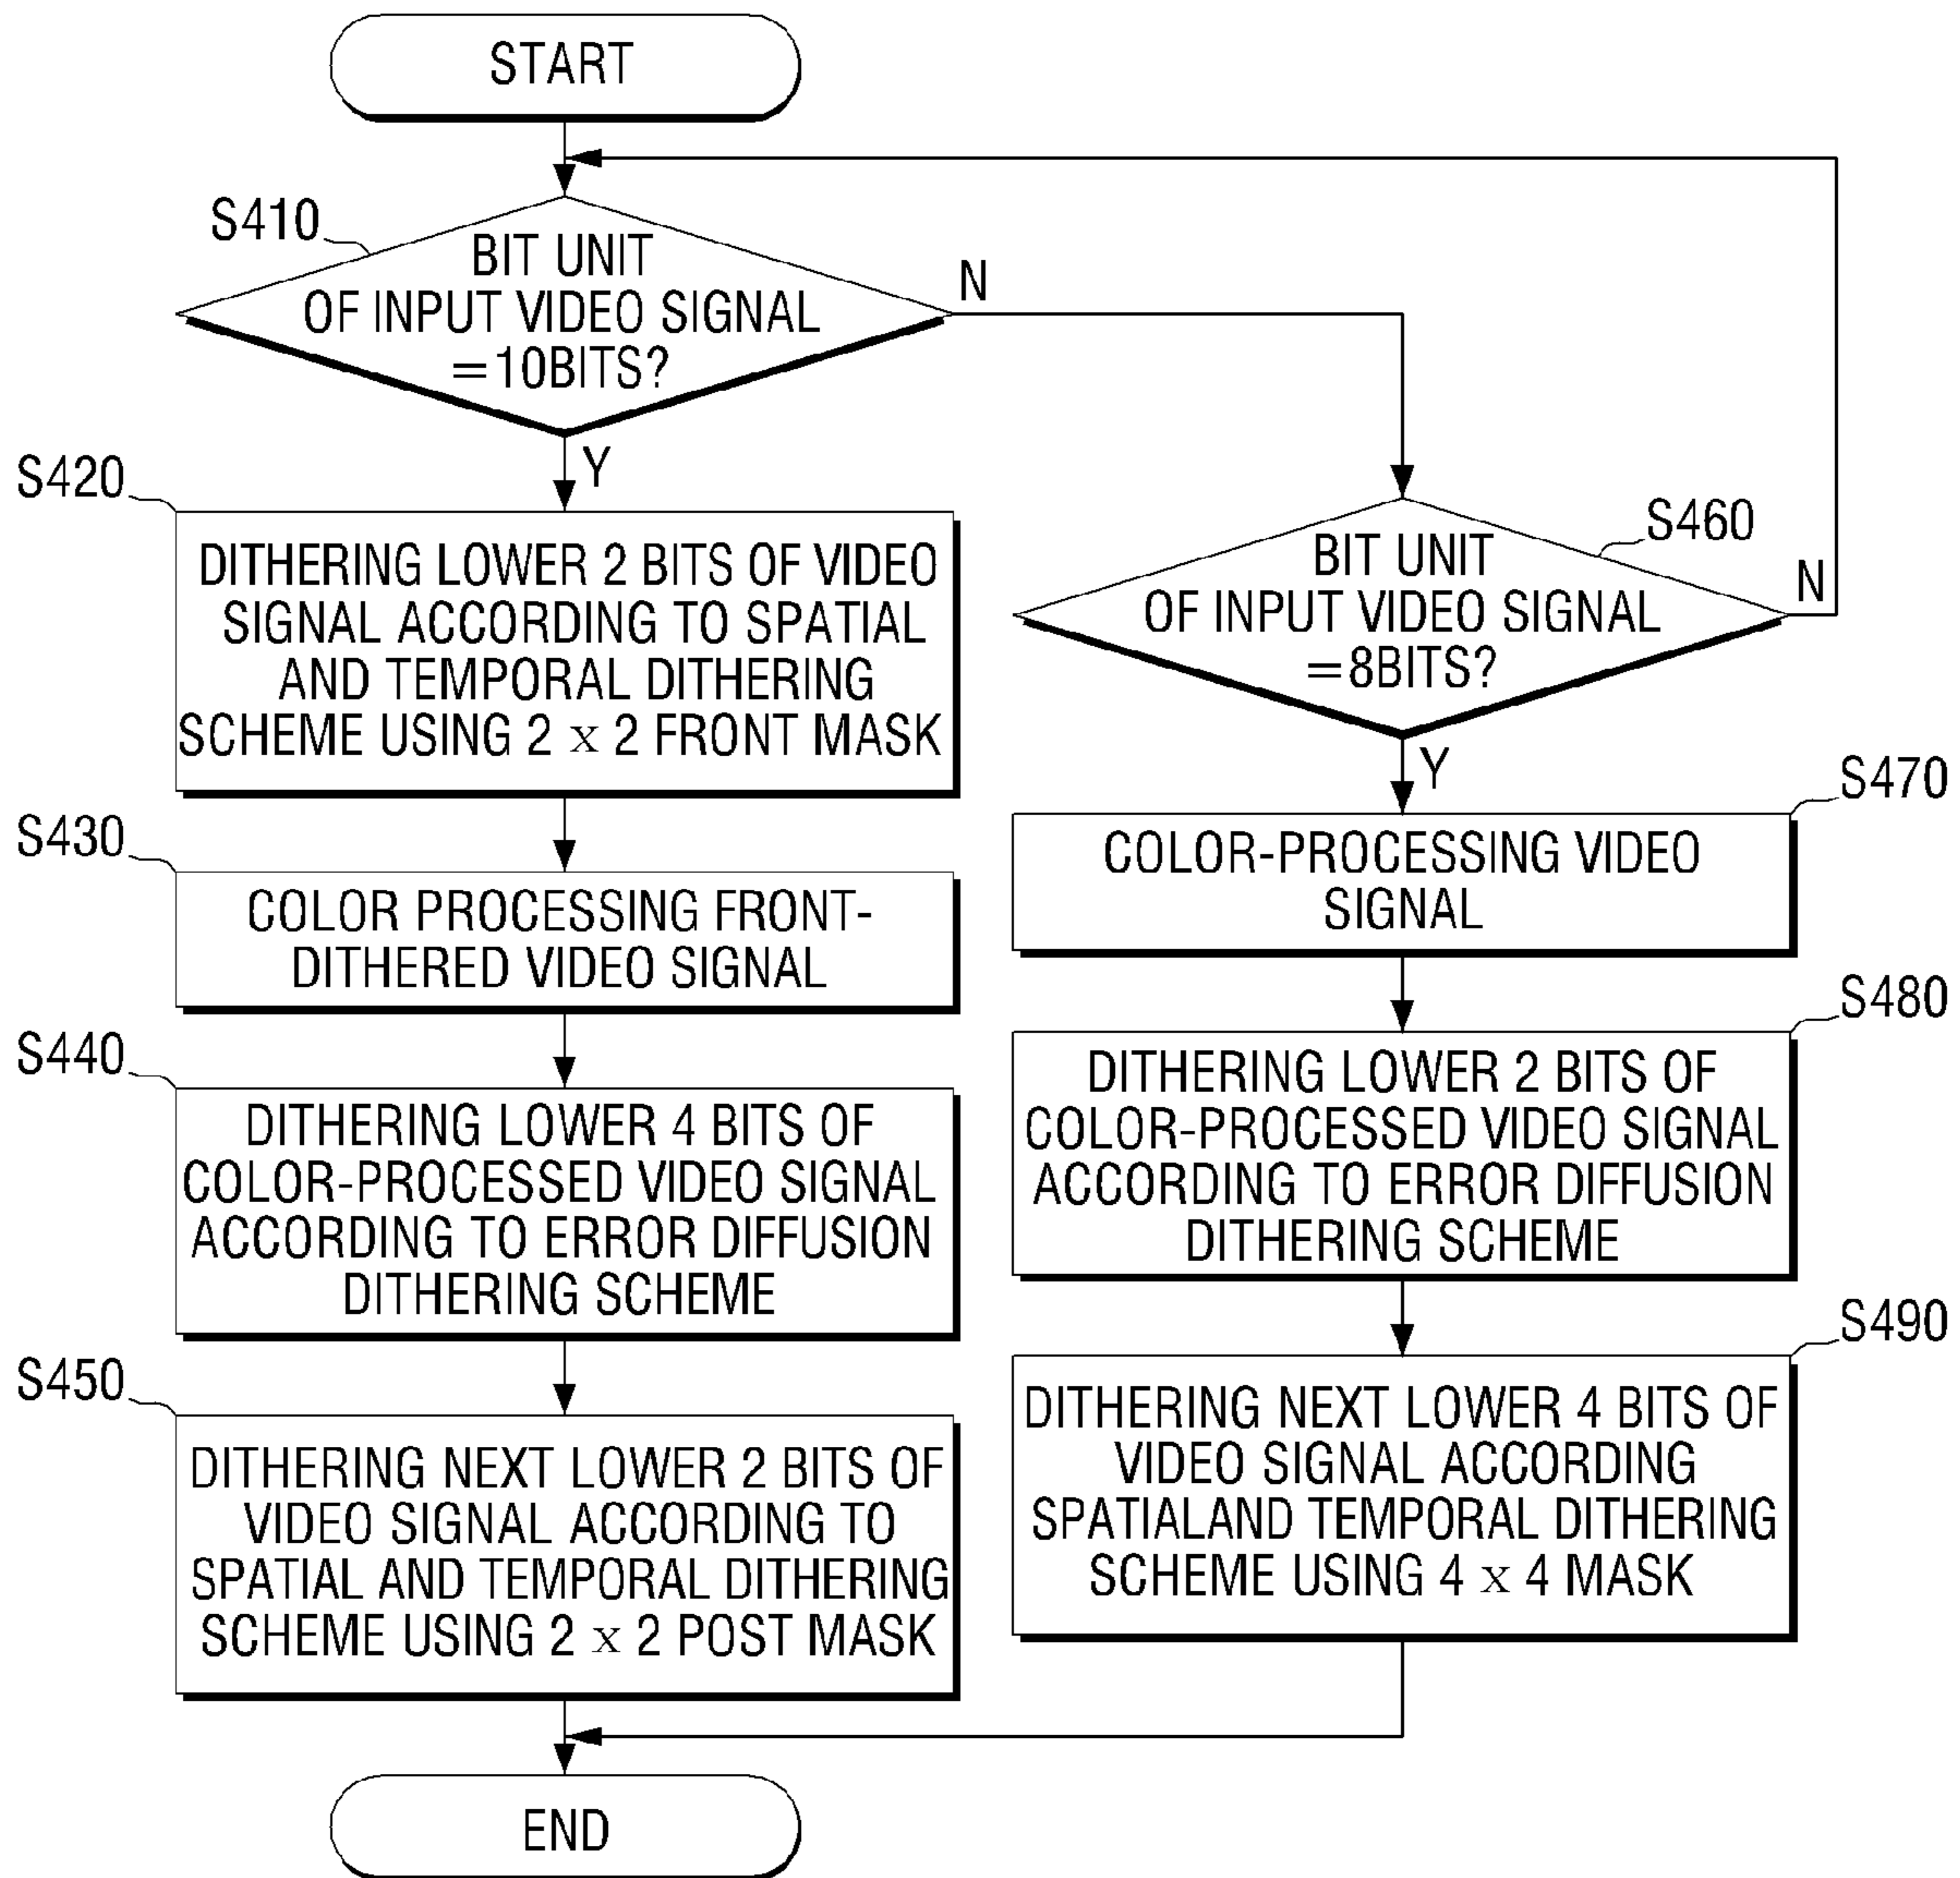 START
S410
BIT UNIT
OF INPUT VIDEO SIGNAL
=10BITS?
N
Y
S420
DITHERING LOWER 2 BITS OF VIDEO
SIGNAL ACCORDING TO SPATIAL
AND TEMPORAL DITHERING
SCHEME USING 2 x 2 FRONT MASK
S430
COLOR PROCESSING FRONT-
DITHERED VIDEO SIGNAL
S440
DITHERING LOWER 4 BITS OF
COLOR-PROCESSED VIDEO SIGNAL
ACCORDING TO ERROR DIFFUSION
DITHERING SCHEME
S450
DITHERING NEXT LOWER 2 BITS OF
VIDEO SIGNAL ACCORDING TO
SPATIAL AND TEMPORAL DITHERING
SCHEME USING 2 x 2 POST MASK
S460
BIT UNIT
OF INPUT VIDEO SIGNAL
=8BITS?
N
Y
S470
COLOR-PROCESSING VIDEO
SIGNAL
S480
DITHERING LOWER 2 BITS OF
COLOR-PROCESSED VIDEO SIGNAL
ACCORDING TO ERROR DIFFUSION
DITHERING SCHEME
S490
DITHERING NEXT LOWER 4 BITS OF
VIDEO SIGNAL ACCORDING
SPATIALAND TEMPORAL DITHERING
SCHEME USING 4 x 4 MASK
END